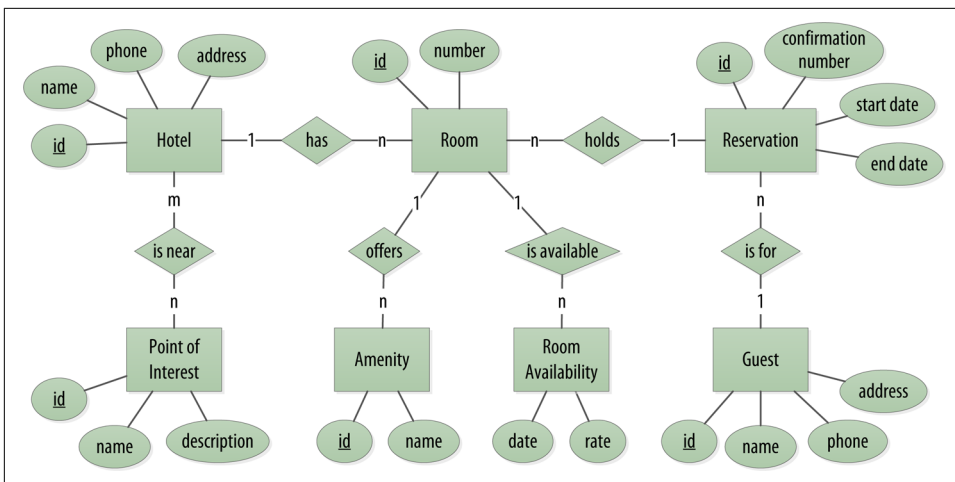 phone
address
name
id
Hotel
1
has
n
id
number
Room
n
holds
1
id
confirmation
number
Reservation
start date
end date
m
is near
n
1
offers
n
1
is available
n
n
is for
1
Point of
Interest
id
name
description
Amenity
id
name
Room
Availability
date
rate
Guest
id
name
phone
address